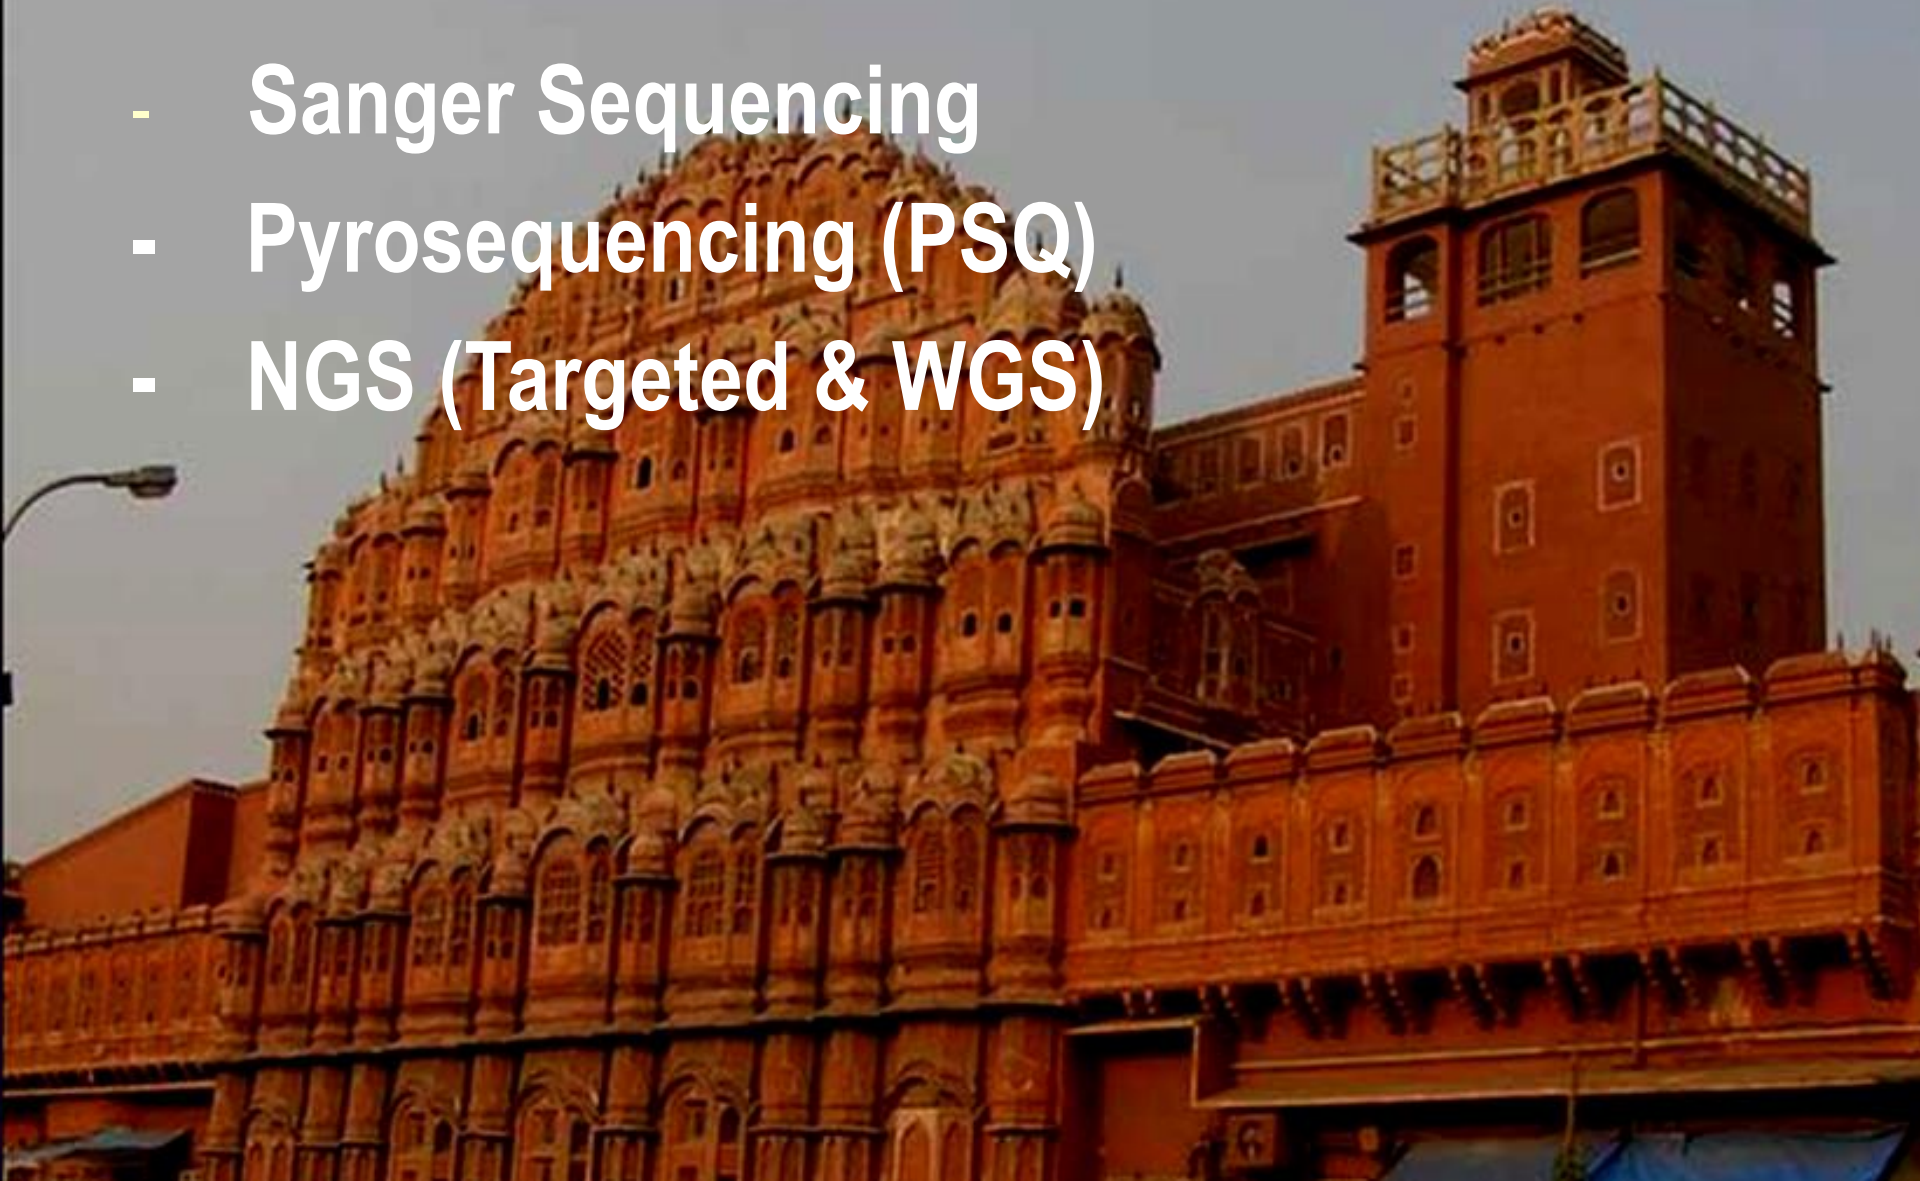 - Sanger Sequencing
- Pyrosequencing (PSQ)
- NGS (Targeted & WGS)